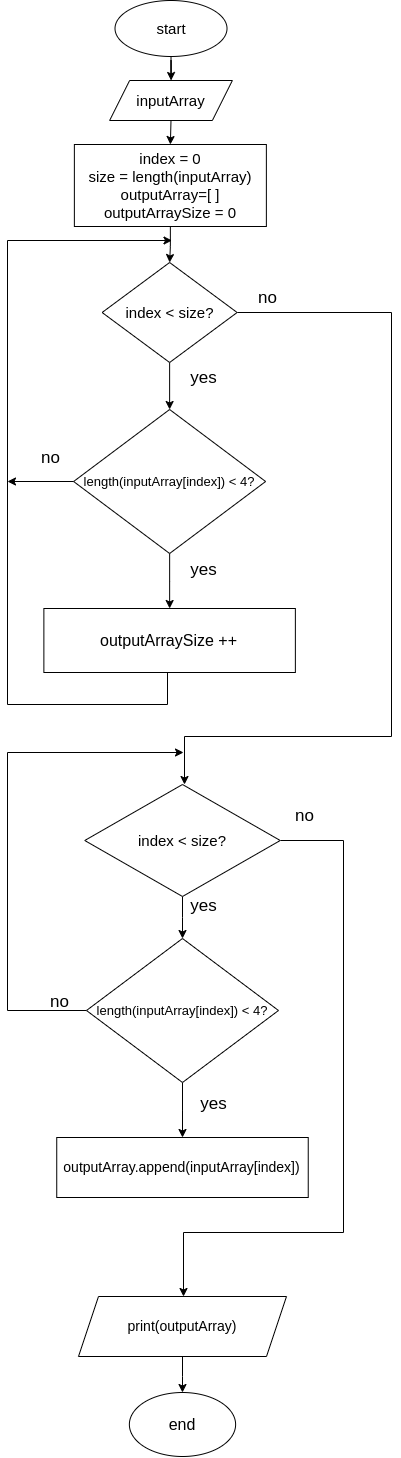 start
inputArray
index = 0
size = length(inputArray)
outputArray=[ ]
outputArraySize = 0
index < size?
no
yes
length(inputArray[index]) < 4?
no
yes
outputArraySize ++
index < size?
no
yes
length(inputArray[index]) < 4?
no
yes
outputArray.append(inputArray[index])
print(outputArray)
end